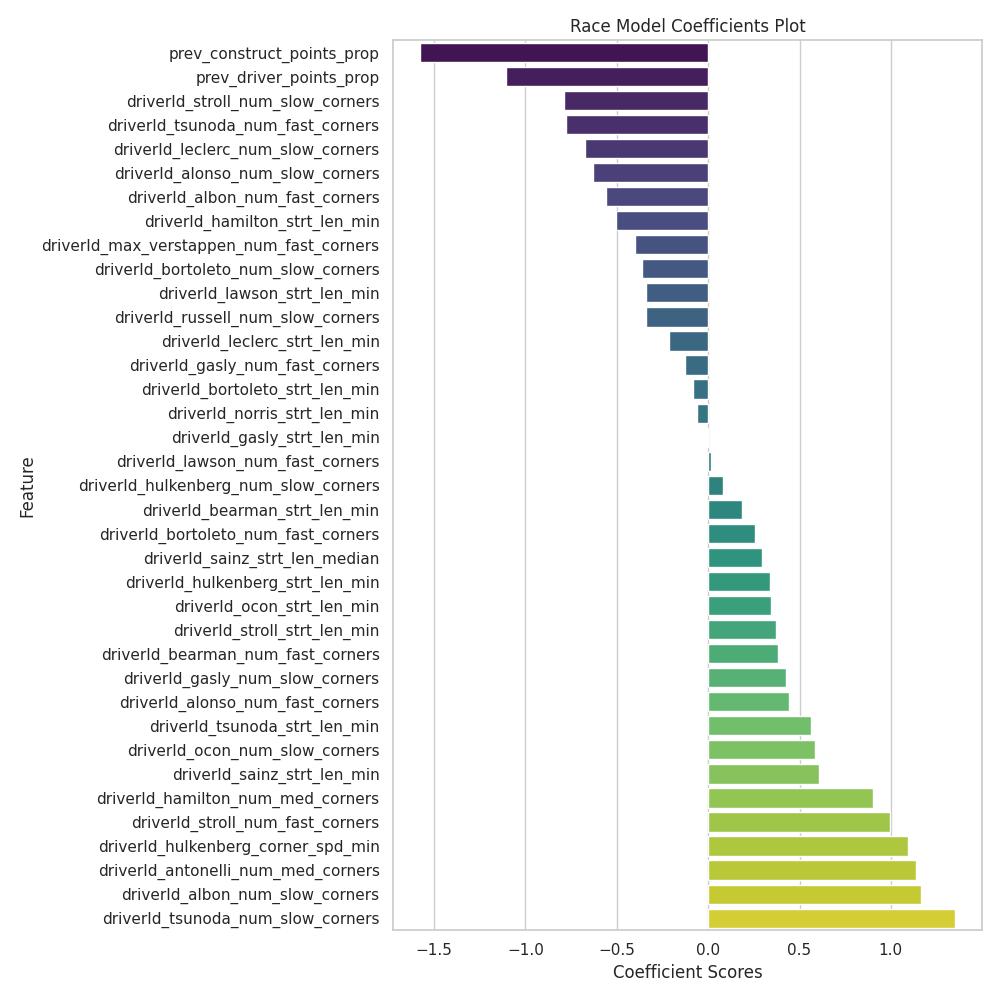 Race Model Coefficients Plot
prev_construct_points_prop
prev_driver_points_prop
driverId_stroll_num_slow_corners
driverId_tsunoda_num_fast_corners
driverId_leclerc_num_slow_corners
driverId_alonso_num_slow_corners
driverId_albon_num_fast_corners
driverId_hamilton_strt_len_min
driverId_max_verstappen_num_fast_corners
driverId_bortoleto_num_slow_corners
driverId_lawson_strt_len_min
driverId_russell_num_slow_corners
driverId_leclerc_strt_len_min
driverId_gasly_num_fast_corners
driverId_bortoleto_strt_len_min
driverId_norris_strt_len_min
driverId_gasly_strt_len_min
driverId_lawson_num_fast_corners
driverId_hulkenberg_num_slow_corners
driverId_bearman_strt_len_min
driverId_bortoleto_num_fast_corners
driverId_sainz_strt_len_median
driverId_hulkenberg_strt_len_min
driverId_ocon_strt_len_min
driverId_stroll_strt_len_min
driverId_bearman_num_fast_corners
driverId_gasly_num_slow_corners
driverId_alonso_num_fast_corners
driverId_tsunoda_strt_len_min
driverId_ocon_num_slow_corners
driverId_sainz_strt_len_min
driverId_hamilton_num_med_corners
driverId_stroll_num_fast_corners
driverId_hulkenberg_corner_spd_min
driverId_antonelli_num_med_corners
driverId_albon_num_slow_corners
driverId_tsunoda_num_slow_corners
Feature
−1.5 −1.0 −0.5 0.0 0.5 1.0
Coefficient Scores